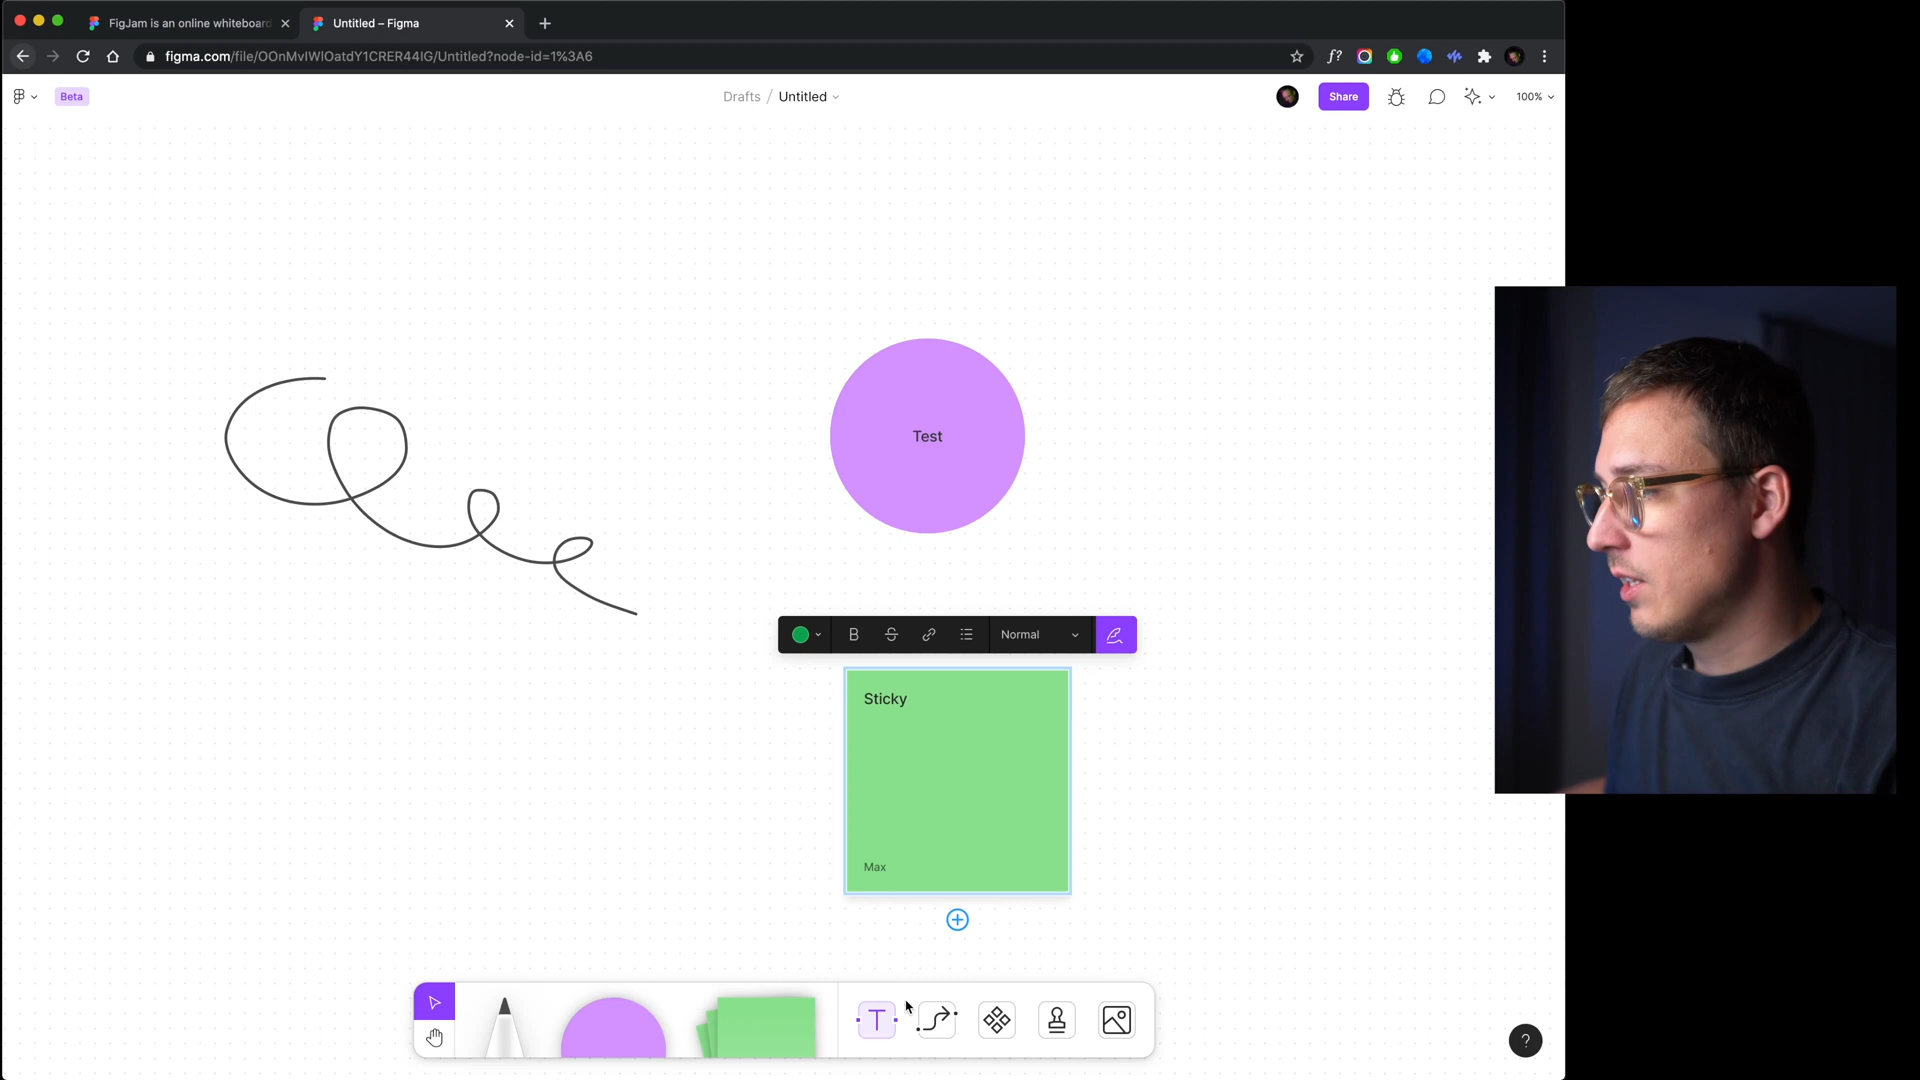 FigJam is an online whiteboard
Untitled – Figma
figma.com/file/OOnMvIWlOatdY1CRER44IG/Untitled?node-id=1%3A6
f?
Beta
Drafts / Untitled
Share
100%
Test
B
S
Normal
Sticky
Max
T
?